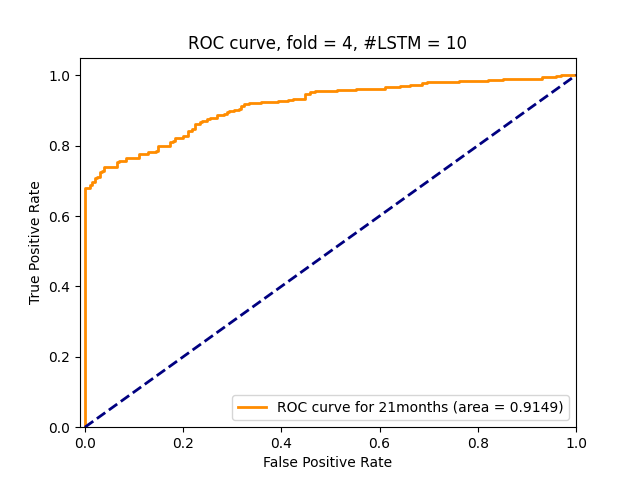 ROC curve, fold = 4, #LSTM = 10
1.0
0.8
0.6
0.4
0.2
0.0
True Positive Rate
ROC curve for 21months (area = 0.9149)
0.0 0.2 0.4 0.6 0.8 1.0
False Positive Rate